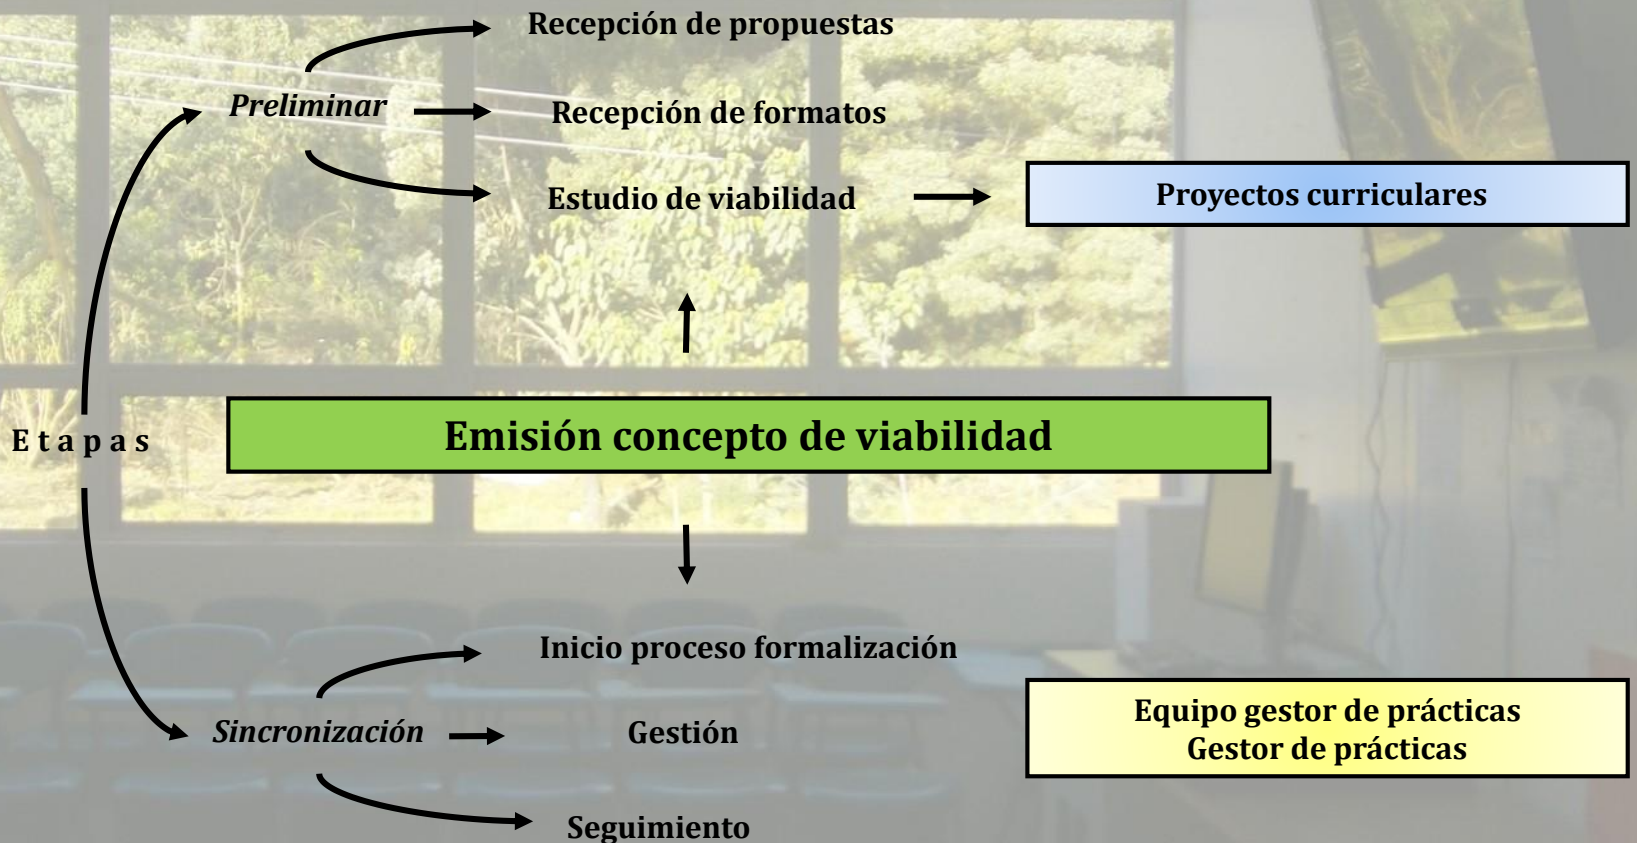 Recepción de propuestas
Preliminar
Recepción de formatos
Estudio de viabilidad
Proyectos curriculares
Etapas
Emisión concepto de viabilidad
Inicio proceso formalización
Sincronización
Gestión
Equipo gestor de prácticas
Gestor de prácticas
Seguimiento